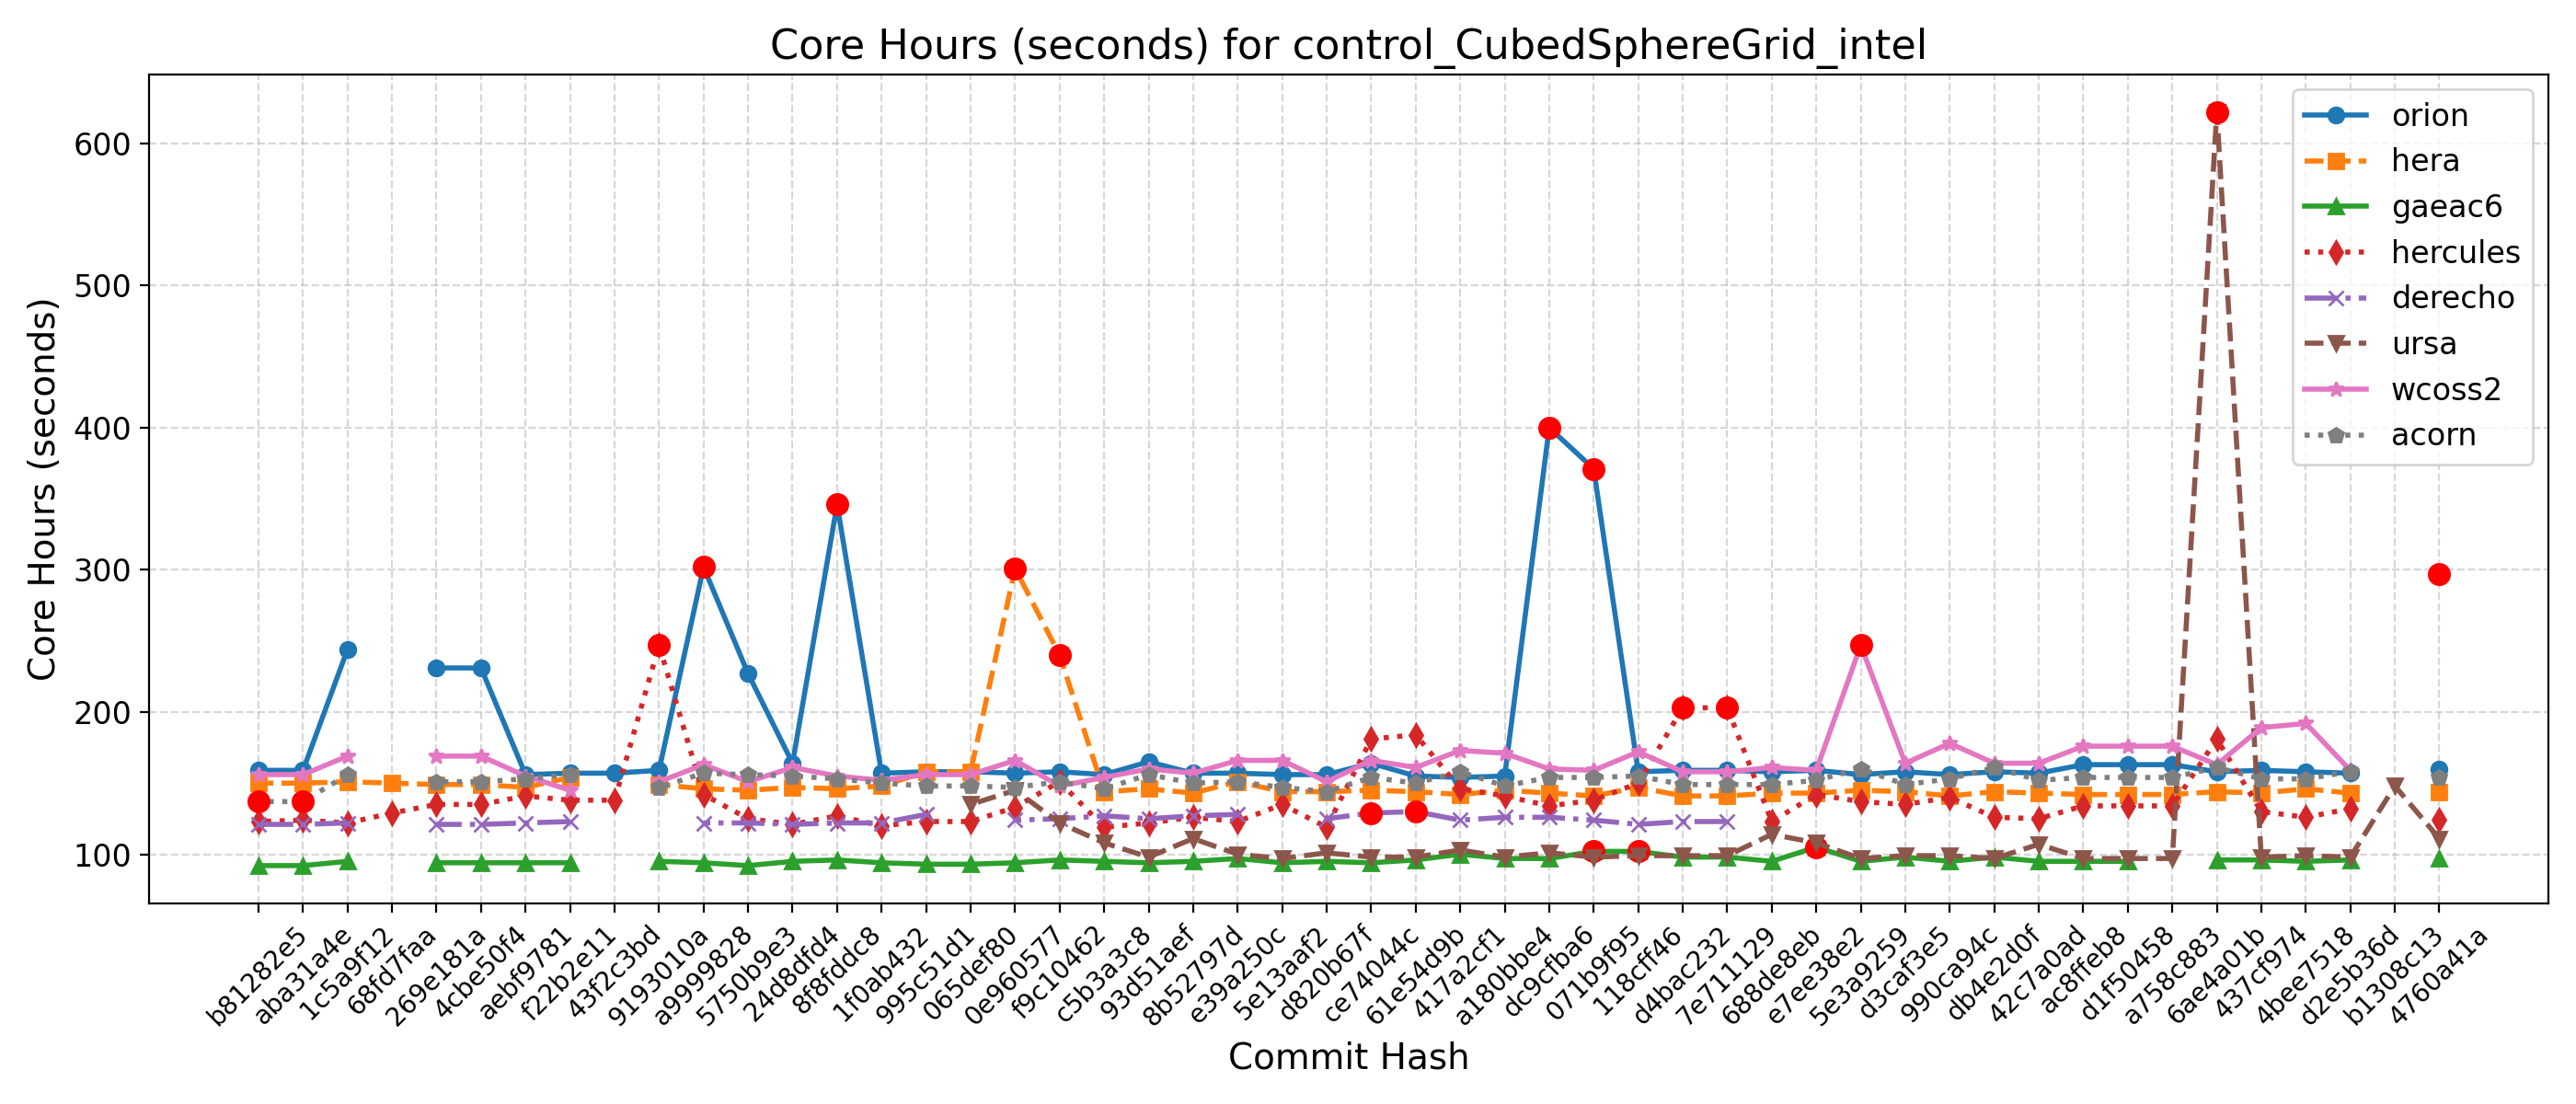 Core Hours (seconds) for control_CubedSphereGrid_intel
Core Hours (seconds)
600
500
400
300
200
100
orion
hera
gaeac6
hercules
derecho
ursa
wcoss2
acorn
b81282e5
aba31a4e
1c5a9f12
68fd7faa
269e181a
4cbe50f4
aebf9781
f22b2e11
43f2c3bd
9193010a
a9999828
5750b9e3
24d8dfd4
8f8fddc8
1f0ab432
995c51d1
065def80
0e960577
f9c10462
c5b3a3c8
93d51aef
8b52797d
e39a250c
5e13aaf2
d820b67f
ce74044c
61e54d9b
417a2cf1
a180bbe4
dc9cfba6
071b9f95
118cff46
d4bac232
7e711129
688de8eb
e7ee38e2
5e3a9259
d3caf3e5
990ca94c
db4e2d0f
42c7a0ad
ac8ffeb8
d1f50458
a758c883
6ae4a01b
437cf974
4bee7518
d2e5b36d
b1308c13
4760a41a
Commit Hash